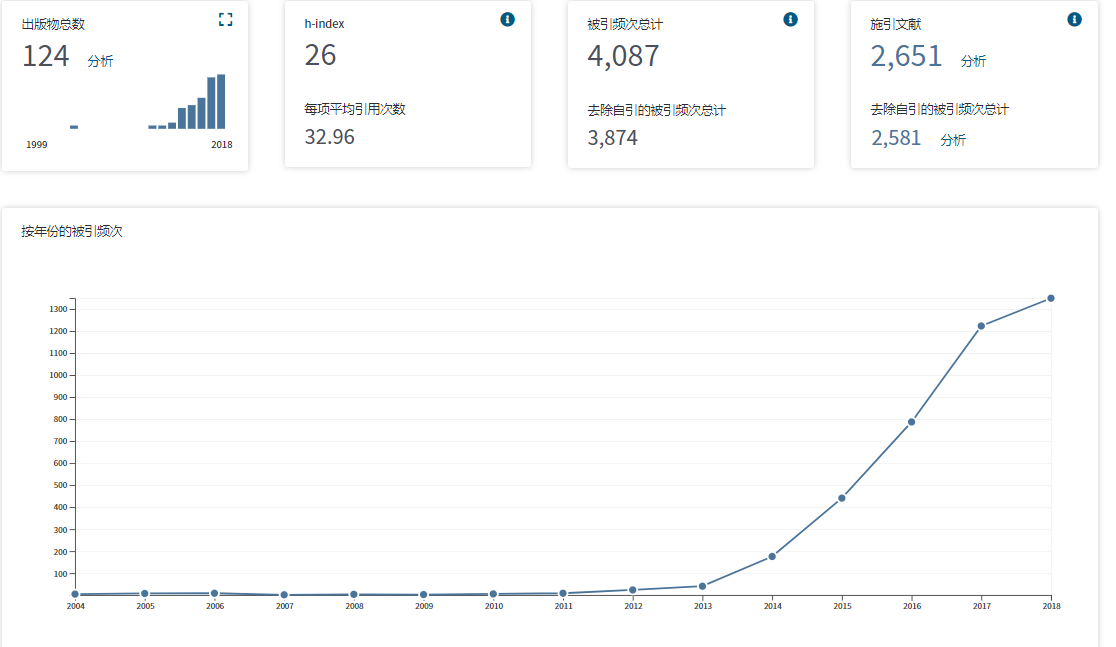 出版物总数
124 分析
1999 2018
h-index
26
每项平均引用次数
32.96
被引频次总计
4,087
去除自引的被引频次总计
3,874
施引文献
2,651 分析
去除自引的被引频次总计
2,581 分析
按年份的被引频次
1300
1200
1100
1000
900
800
700
600
500
400
300
200
100
2004 2005 2006 2007 2008 2009 2010 2011 2012 2013 2014 2015 2016 2017 2018